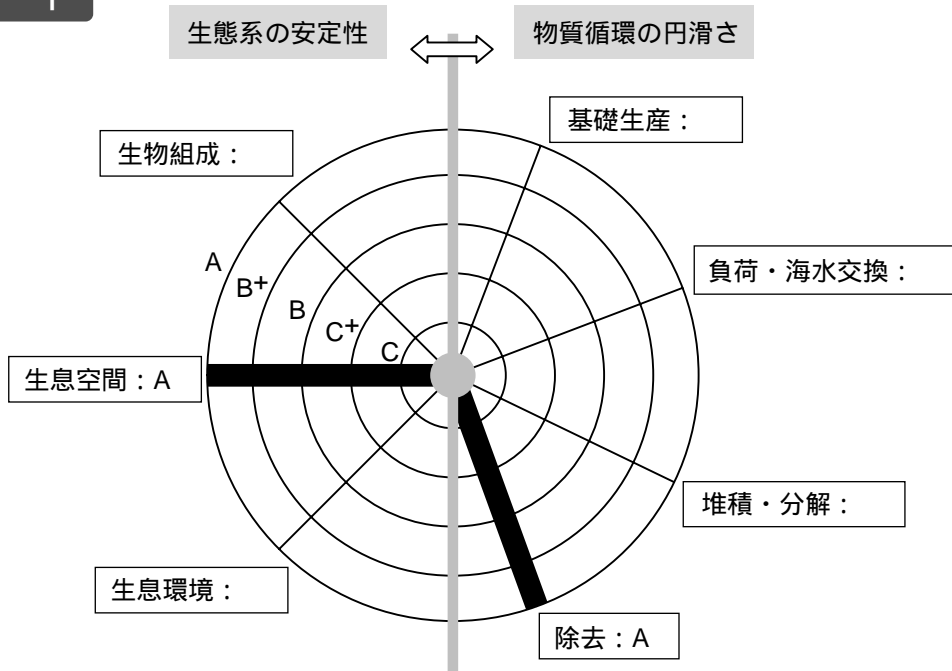 生態系の安定性
物質循環の円滑さ
基礎生産：
生物組成：
負荷・海水交換：
A
B+
B
C+
C
生息空間：A
堆積・分解：
生息環境：
除去：A